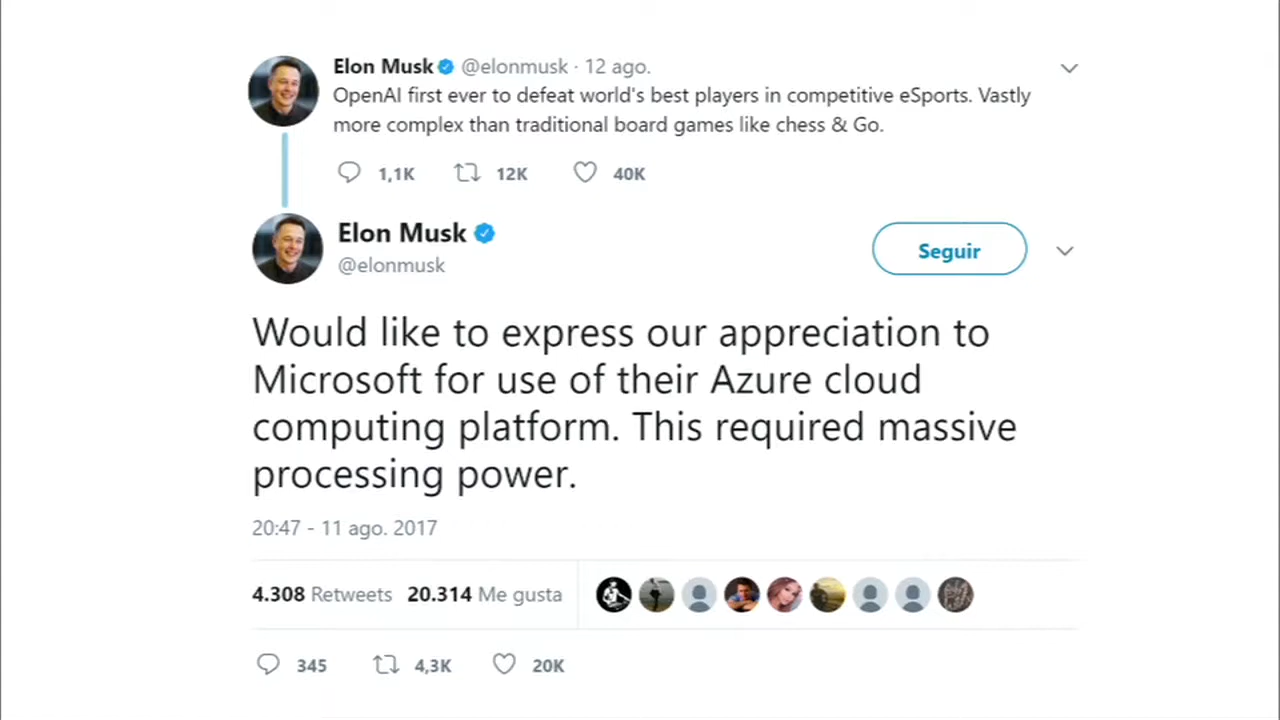 Elon Musk @elonmusk · 12 ago.
OpenAI first ever to defeat world's best players in competitive eSports. Vastly
more complex than traditional board games like chess & Go.
1,1K 12K 40K
Elon Musk
@elonmusk
Seguir
Would like to express our appreciation to
Microsoft for use of their Azure cloud
computing platform. This required massive
processing power.
20:47 - 11 ago. 2017
4.308 Retweets 20.314 Me gusta
345 4,3K 20K